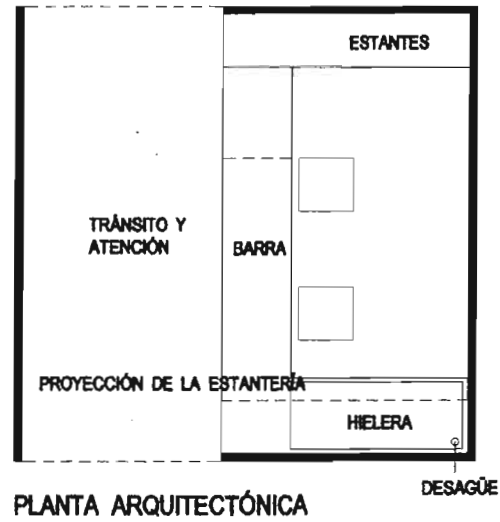 ESTANTES
TRÁNSITO Y
ATENCIÓN
BARRA
PROYECCIÓN DE LA ESTANTERÍA
HIELERA
DESAGÜE
PLANTA ARQUITECTÓNICA